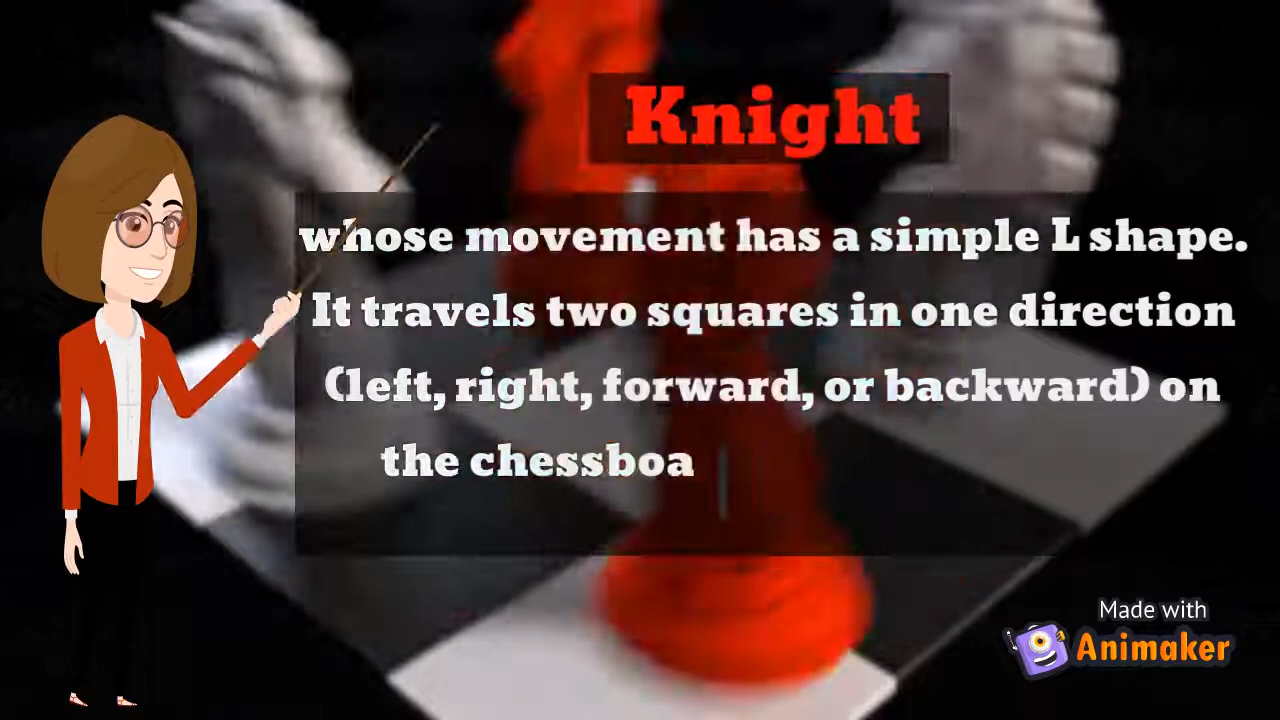 Knight
whose movement has a simple L shape.
It travels two squares in one direction
(left, right, forward, or backward) on
the chessboa
Made with
Animaker